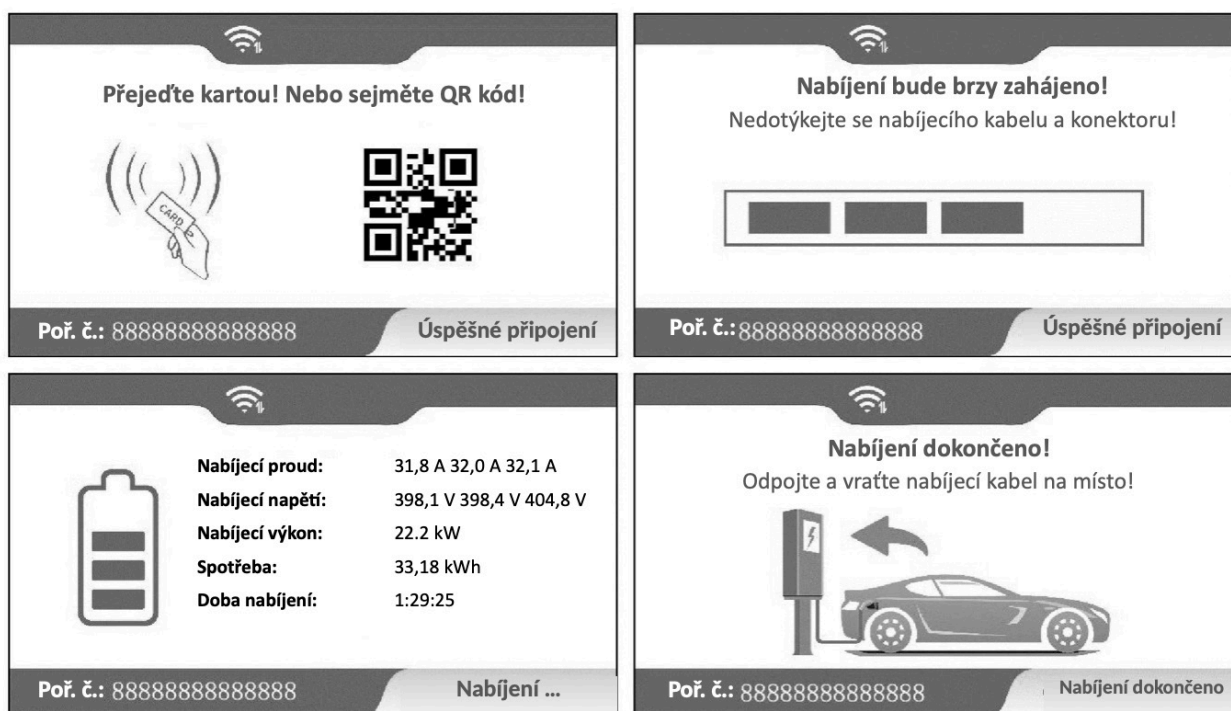 Přejeďte kartou! Nebo sejměte QR kód!
CARD
Poř. č.: 88888888888888
Úspěšné připojení
Nabíjení bude brzy zahájeno!
Nedotýkejte se nabíjecího kabelu a konektoru!
Poř. č.: 88888888888888
Úspěšné připojení
Nabíjecí proud: 31,8 A 32,0 A 32,1 A
Nabíjecí napětí: 398,1 V 398,4 V 404,8 V
Nabíjecí výkon: 22.2 kW
Spotřeba: 33,18 kWh
Doba nabíjení: 1:29:25
Poř. č.: 88888888888888
Nabíjení ...
Nabíjení dokončeno!
Odpojte a vraťte nabíjecí kabel na místo!
Poř. č.: 88888888888888
Nabíjení dokončeno